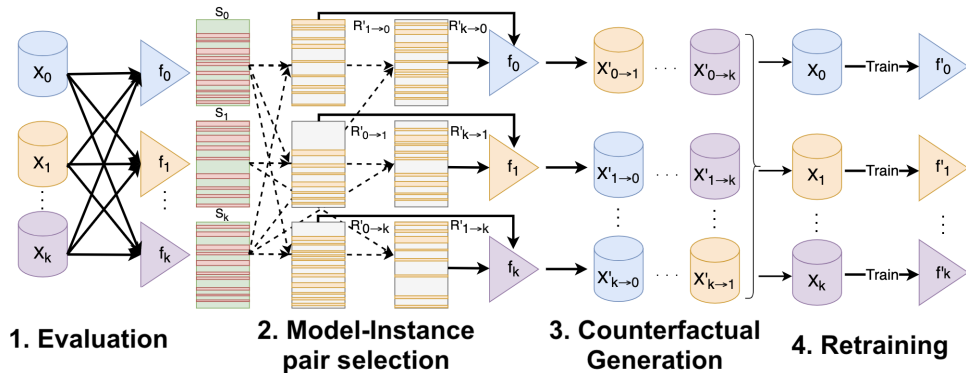 S₀
R'₁→₀
R'ₖ→₀
X₀
f₀
f₀
X'₀→₁
. . .
X'₀→ₖ
X₀
Train
f'₀
S₁
R'₀→₁
R'ₖ→₁
X₁
f₁
f₁
X'₁→₀
. . .
X'₁→ₖ
X₁
Train
f'₁
Sₖ
R'₀→ₖ
R'₁→ₖ
Xₖ
fₖ
fₖ
X'ₖ→₀
. . .
X'ₖ→₁
Xₖ
Train
f'ₖ
1. Evaluation
2. Model-Instance
pair selection
3. Counterfactual
Generation
4. Retraining